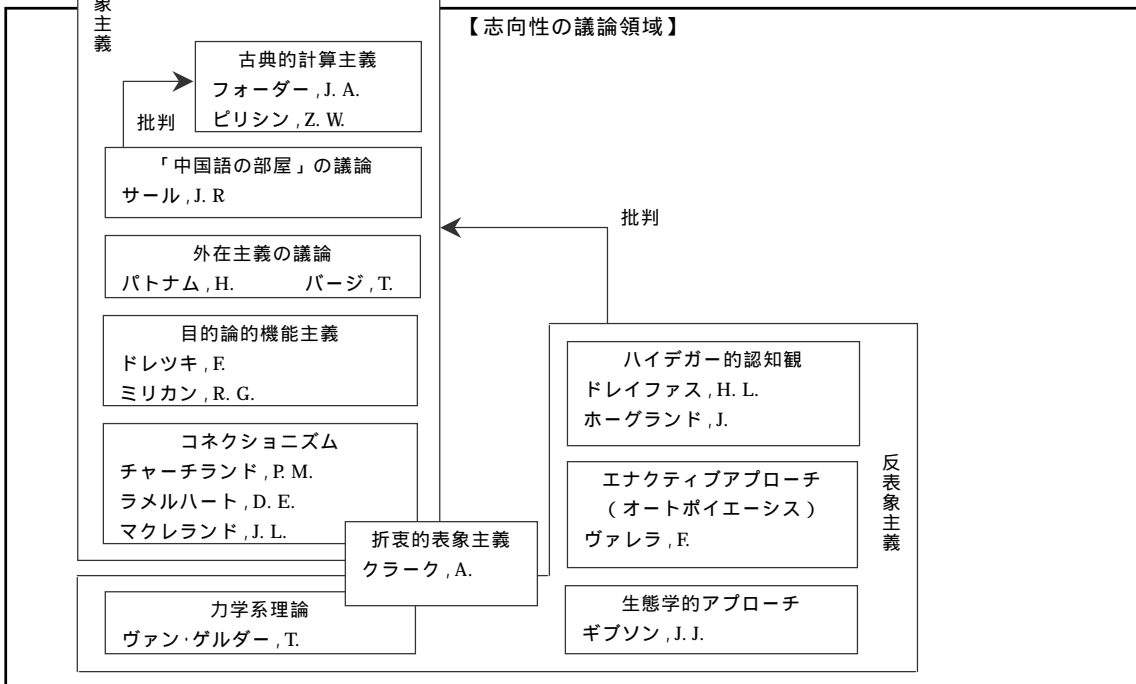 象主義
【志向性の議論領域】
古典的計算主義
フォーダー , J. A.
ピリシン , Z. W.
批判
「中国語の部屋」の議論
サール , J. R
外在主義の議論
パトナム , H. バージ , T.
目的論的機能主義
ドレツキ , F.
ミリカン , R. G.
コネクショニズム
チャーチランド , P. M.
ラメルハート , D. E.
マクレランド , J. L.
折衷的表象主義
クラーク , A.
力学系理論
ヴァン・ゲルダー , T.
批判
ハイデガー的認知観
ドレイファス , H. L.
ホーグランド , J.
エナクティブアプローチ
(オートポイエーシス)
ヴァレラ , F.
生態学的アプローチ
ギブソン , J. J.
反表象主義